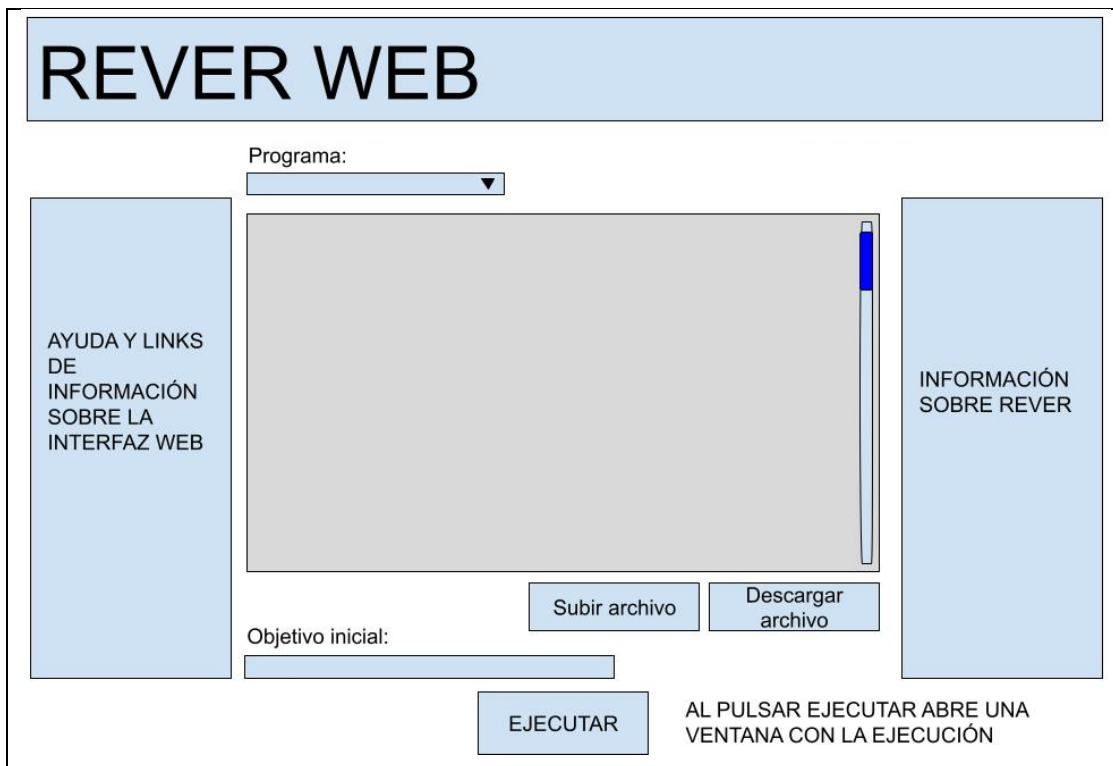 REVER WEB
Programa:
AYUDA Y LINKS
DE
INFORMACIÓN
SOBRE LA
INTERFAZ WEB
INFORMACIÓN
SOBRE REVER
Subir archivo
Descargar
archivo
Objetivo inicial:
EJECUTAR
AL PULSAR EJECUTAR ABRE UNA
VENTANA CON LA EJECUCIÓN